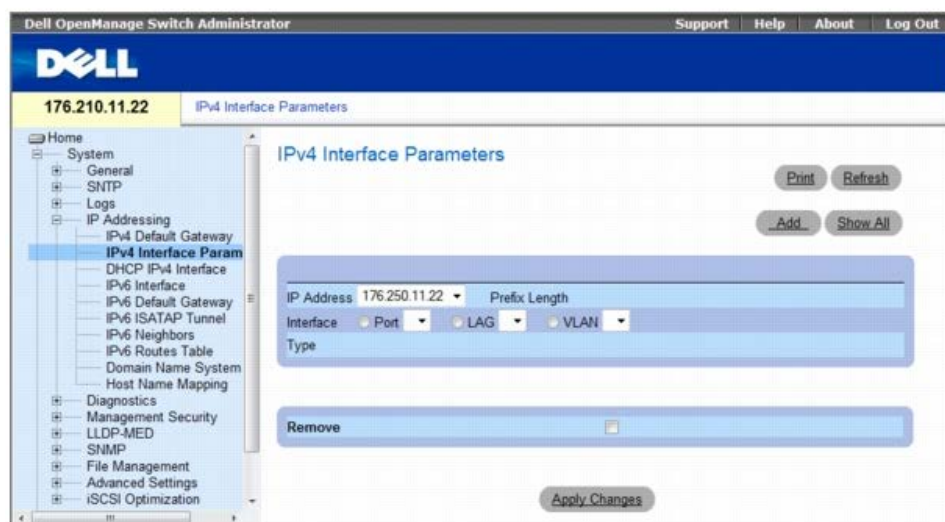 Dell OpenManage Switch Administrator
Support Help About Log Out
DELL
176.210.11.22
IPv4 Interface Parameters
Home
System
General
SNTP
Logs
IP Addressing
IPv4 Default Gateway
IPv4 Interface Param
DHCP IPv4 Interface
IPv6 Interface
IPv6 Default Gateway
IPv6 ISATAP Tunnel
IPv6 Neighbors
IPv6 Routes Table
Domain Name System
Host Name Mapping
Diagnostics
Management Security
LLDP-MED
SNMP
File Management
Advanced Settings
iSCSI Optimization
IPv4 Interface Parameters
Print Refresh
Add Show All
IP Address 176.250.11.22 Prefix Length
Interface Port LAG VLAN
Type
Remove
Apply Changes